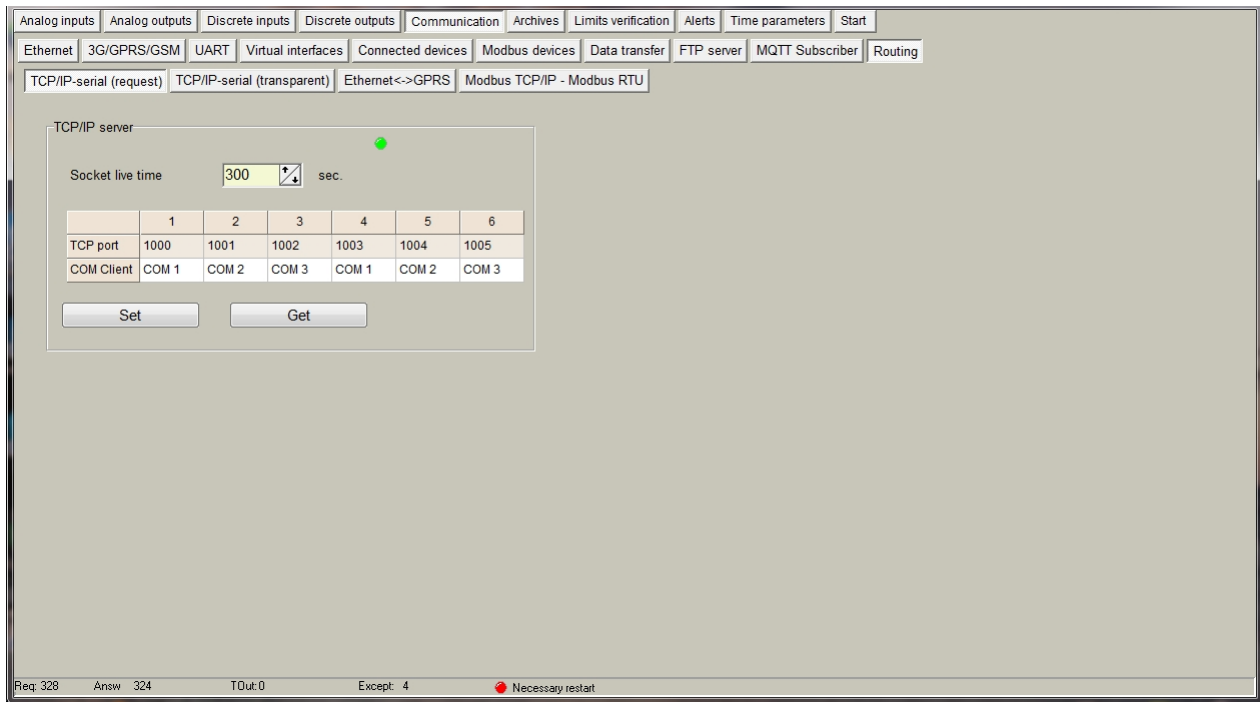 Analog inputs Analog outputs Discrete inputs Discrete outputs Communication Archives Limits verification Alerts Time parameters Start
Ethernet 3G/GPRS/GSM UART Virtual interfaces Connected devices Modbus devices Data transfer FTP server MQTT Subscriber Routing
TCP/IP-serial (request) TCP/IP-serial (transparent) Ethernet<->GPRS Modbus TCP/IP - Modbus RTU
TCP/IP server
Socket live time 300 sec.
1 2 3 4 5 6
TCP port 1000 1001 1002 1003 1004 1005
COM Client COM 1 COM 2 COM 3 COM 1 COM 2 COM 3
Set Get
Req: 328 Answ 324 TOut: 0 Except: 4 Necessary restart